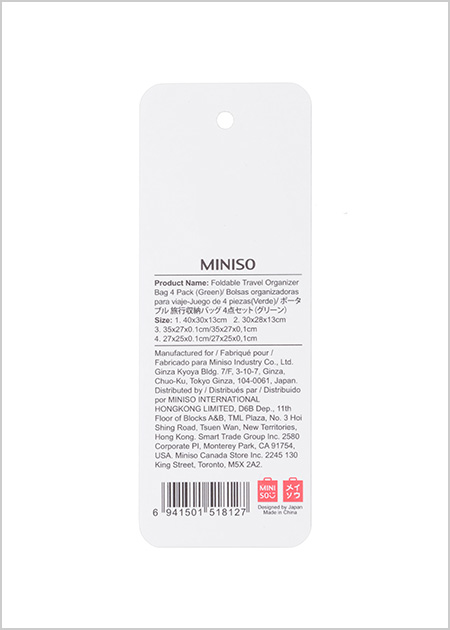 MINISO
Product Name: Foldable Travel Organizer
Bag 4 Pack (Green)/ Bolsas organizadoras
para viaje-Juego de 4 piezas(Verde)/ ポータ
ブル 旅行収納バッグ 4点セット(グリーン)
Size: 1. 40x30x13cm 2. 30x28x13cm
3. 35x27x0.1cm/35x27x0,1cm
4. 27x25x0.1cm/27x25x0,1cm
Manufactured for / Fabriqué pour /
Fabricado para Miniso Industry Co., Ltd.
Ginza Kyoya Bldg. 7/F, 3-10-7, Ginza,
Chuo-Ku, Tokyo Ginza, 104-0061, Japan.
Distributed by / Distribués par / Distribuido
por MINISO INTERNATIONAL
HONGKONG LIMITED, D6B Dep., 11th
Floor of Blocks A&B, TML Plaza, No. 3 Hoi
Shing Road, Tsuen Wan, New Territories,
Hong Kong. Smart Trade Group Inc. 2580
Corporate Pl, Monterey Park, CA 91754,
USA. Miniso Canada Store Inc. 2245 130
King Street, Toronto, M5X 2A2.
MINI
SO
メイ
ソウ
Designed by Japan
Made in China
6 941501 518127